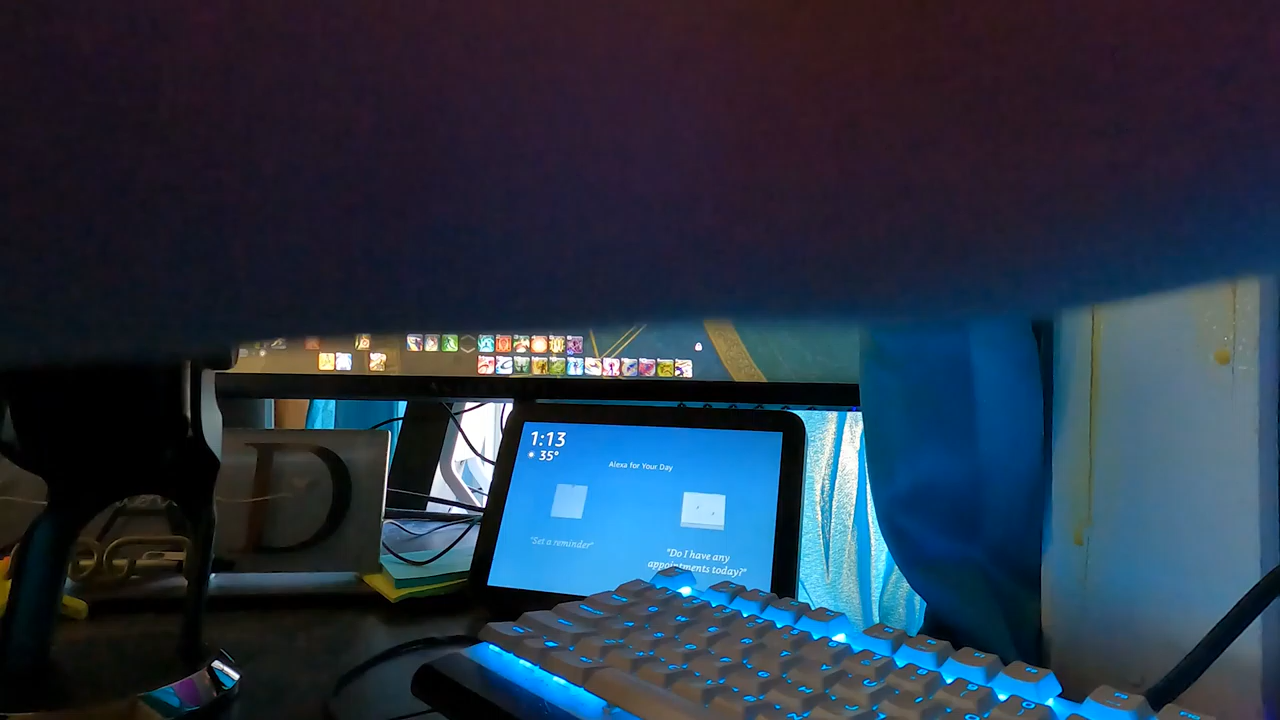 1:13
35°
Alexa for Your Day
"Set a reminder"
"Do I have any
appointments today?"
D